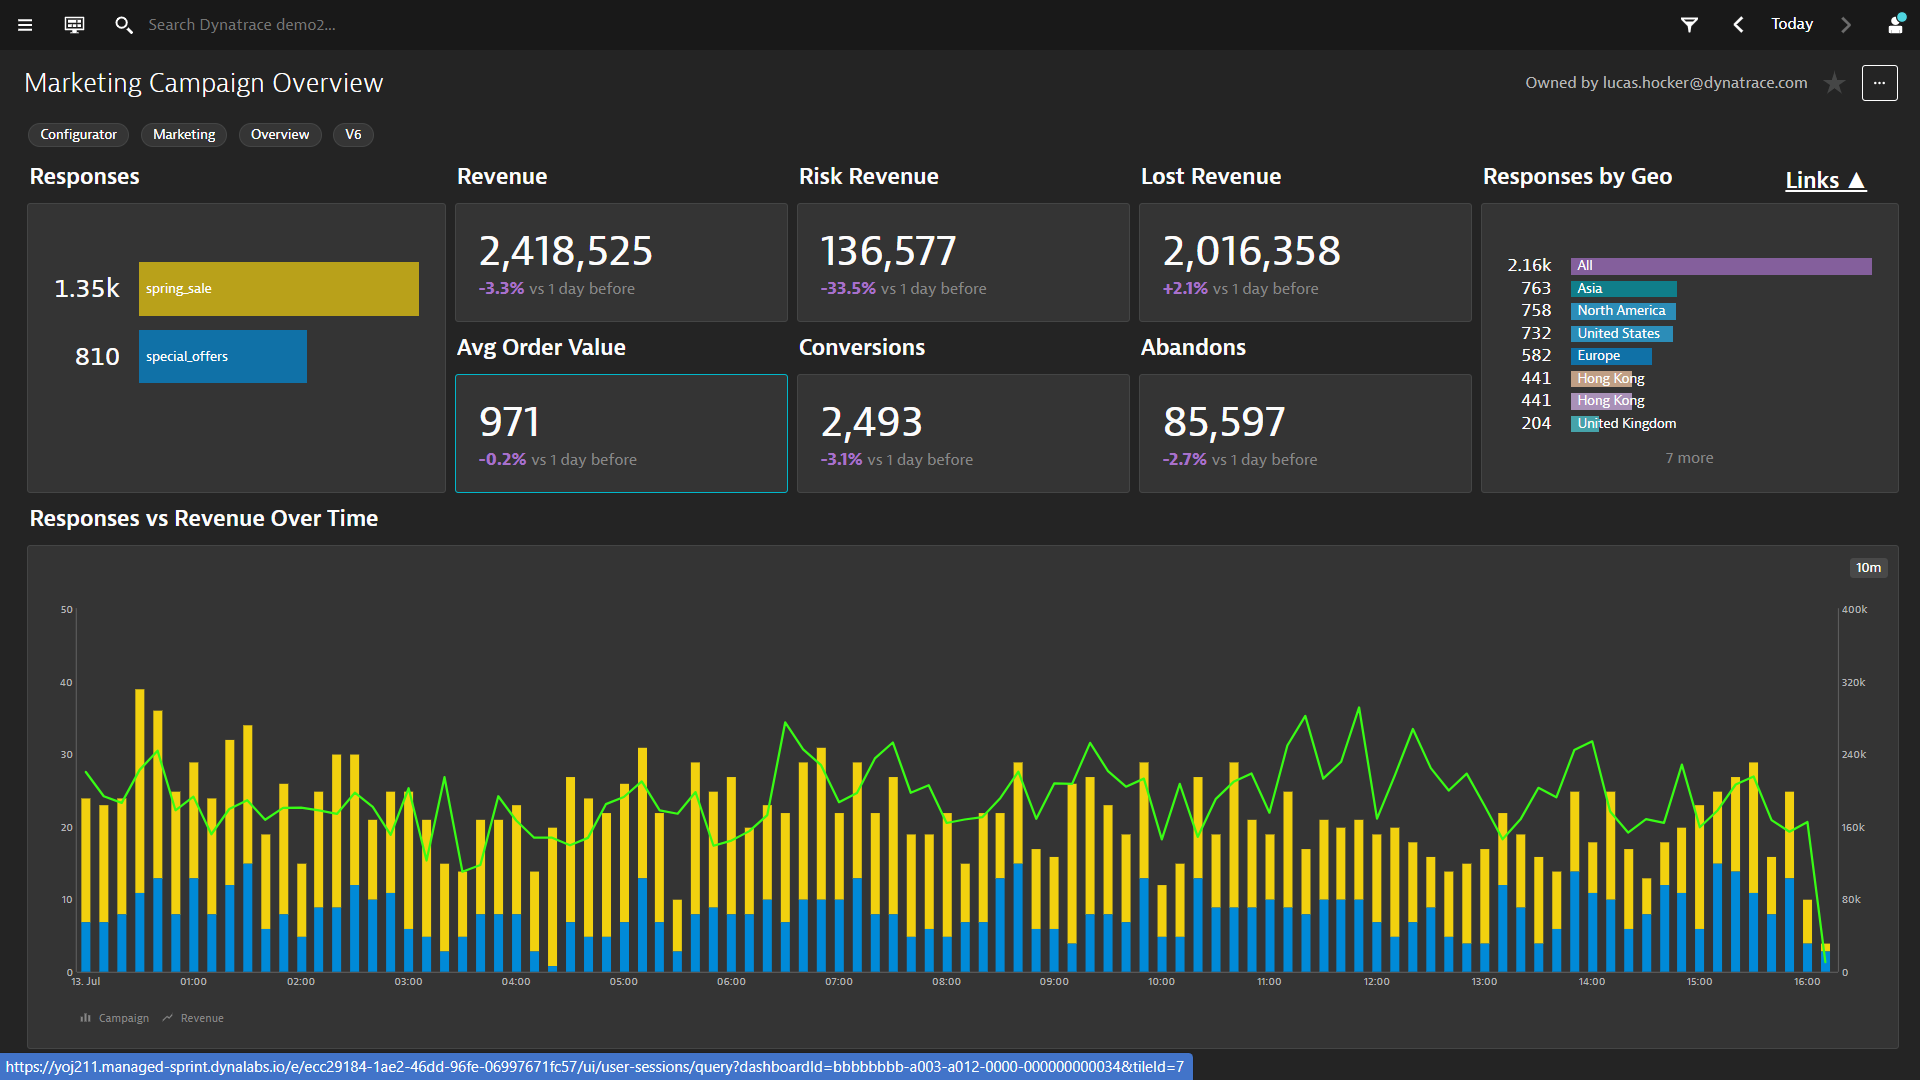 Search Dynatrace demo2...
Today
Marketing Campaign Overview
Owned by lucas.hocker@dynatrace.com
...
Configurator
Marketing
Overview
V6
Responses
Revenue
Risk Revenue
Lost Revenue
Responses by Geo
Links ▲
1.35k
spring_sale
810
special_offers
2,418,525
-3.3% vs 1 day before
136,577
-33.5% vs 1 day before
2,016,358
+2.1% vs 1 day before
Avg Order Value
Conversions
Abandons
971
-0.2% vs 1 day before
2,493
-3.1% vs 1 day before
85,597
-2.7% vs 1 day before
2.16k All
763 Asia
758 North America
732 United States
582 Europe
441 Hong Kong
441 Hong Kong
204 United Kingdom
7 more
Responses vs Revenue Over Time
10m
50
40
30
20
10
0
400k
320k
240k
160k
80k
0
13. Jul
01:00
02:00
03:00
04:00
05:00
06:00
07:00
08:00
09:00
10:00
11:00
12:00
13:00
14:00
15:00
16:00
Campaign
Revenue
https://yoj211.managed-sprint.dynalabs.io/e/ecc29184-1ae2-46dd-96fe-06997671fc57/ui/user-sessions/query?dashboardId=bbbbbbbb-a003-a012-0000-000000000034&tileId=7